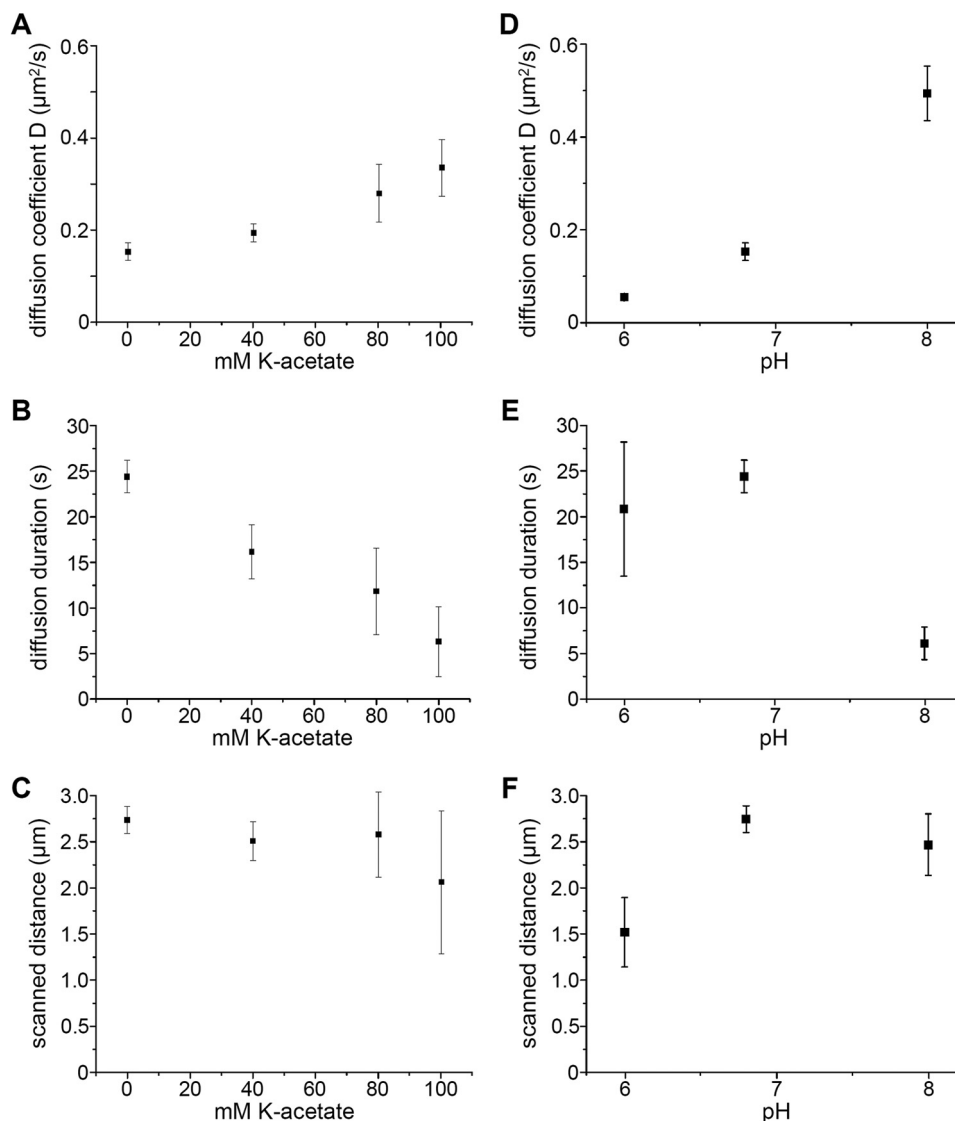 A
diffusion coefficient D (µm²/s)
0.6
0.4
0.2
0
0 20 40 60 80 100
mM K-acetate
D
diffusion coefficient D (µm²/s)
0.6
0.4
0.2
0
6 7 8
pH
B
diffusion duration (s)
30
25
20
15
10
5
0
0 20 40 60 80 100
mM K-acetate
E
diffusion duration (s)
30
25
20
15
10
5
0
6 7 8
pH
C
scanned distance (µm)
3.0
2.5
2.0
1.5
1.0
0.5
0
0 20 40 60 80 100
mM K-acetate
F
scanned distance (µm)
3.0
2.5
2.0
1.5
1.0
0.5
0
6 7 8
pH